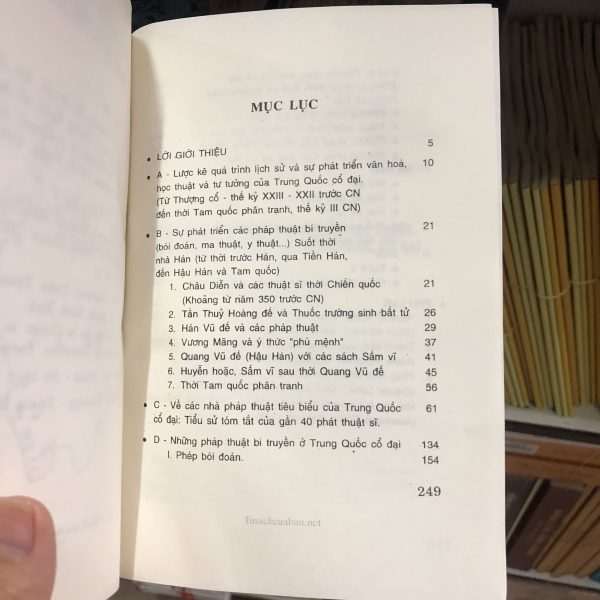 MỤC LỤC
• LỜI GIỚI THIỆU 5
• A - Lược kê quá trình lịch sử và sự phát triển văn hoá, 10
học thuật và tư tưởng của Trung Quốc cổ đại.
(Từ Thượng cổ - thế kỷ XXIII - XXII trước CN
đến thời Tam quốc phân tranh, thế kỷ III CN)
• B - Sự phát triển các pháp thuật bí truyền 21
(bói đoán, ma thuật, y thuật...) Suốt thời
nhà Hán (từ thời trước Hán, qua Tiền Hán,
đến Hậu Hán và Tam quốc)
1. Châu Diễn và các thuật sĩ thời Chiến quốc 21
(Khoảng từ năm 350 trước CN)
2. Tần Thuỷ Hoàng đế và Thuốc trường sinh bất tử 26
3. Hán Vũ đế và các pháp thuật 29
4. Vương Mãng và ý thức "phù mệnh" 37
5. Quang Vũ đế (Hậu Hán) với các sách Sấm vĩ 41
6. Huyễn hoặc, Sấm vĩ sau thời Quang Vũ đế 45
7. Thời Tam quốc phân tranh 56
• C - Về các nhà pháp thuật tiêu biểu của Trung Quốc 61
cổ đại: Tiểu sử tóm tắt của gần 40 phát thuật sĩ.
• D - Những pháp thuật bí truyền ở Trung Quốc cổ đại 134
I. Phép bói đoán. 154
249
Tusachcuaban.net